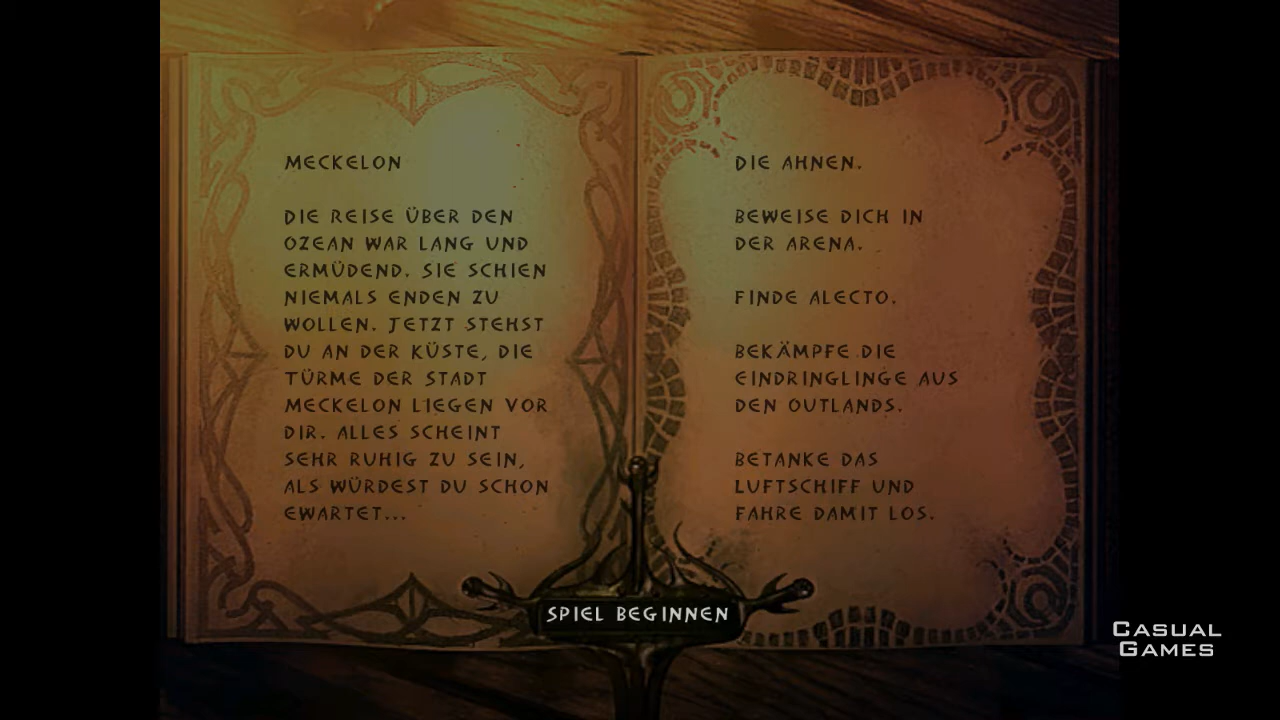 MECKELON
DIE REISE ÜBER DEN
OZEAN WAR LANG UND
ERMÜDEND. SIE SCHIEN
NIEMALS ENDEN ZU
WOLLEN. JETZT STEHST
DU AN DER KÜSTE, DIE
TÜRME DER STADT
MECKELON LIEGEN VOR
DIR. ALLES SCHEINT
SEHR RUHIG ZU SEIN,
ALS WÜRDEST DU SCHON
EWARTET...
DIE AHNEN.
BEWEISE DICH IN
DER ARENA.
FINDE ALECTO.
BEKÄMPFE DIE
EINDRINGLINGE AUS
DEN OUTLANDS.
BETANKE DAS
LUFTSCHIFF UND
FAHRE DAMIT LOS.
SPIEL BEGINNEN
CASUAL
GAMES